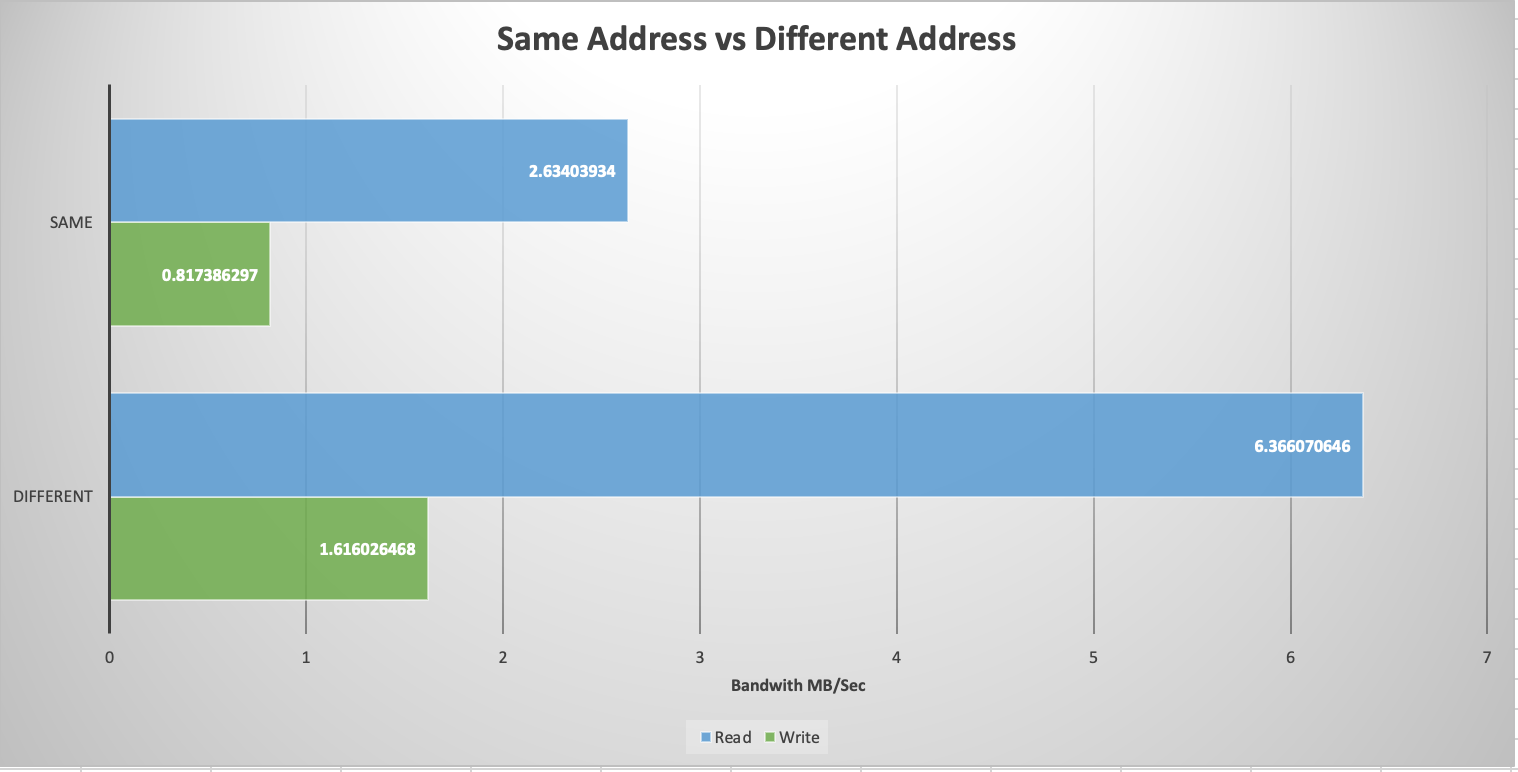 Same Address vs Different Address
SAME
2.63403934
0.817386297
DIFFERENT
6.366070646
1.616026468
0 1 2 3 4 5 6 7
Bandwith MB/Sec
Read Write